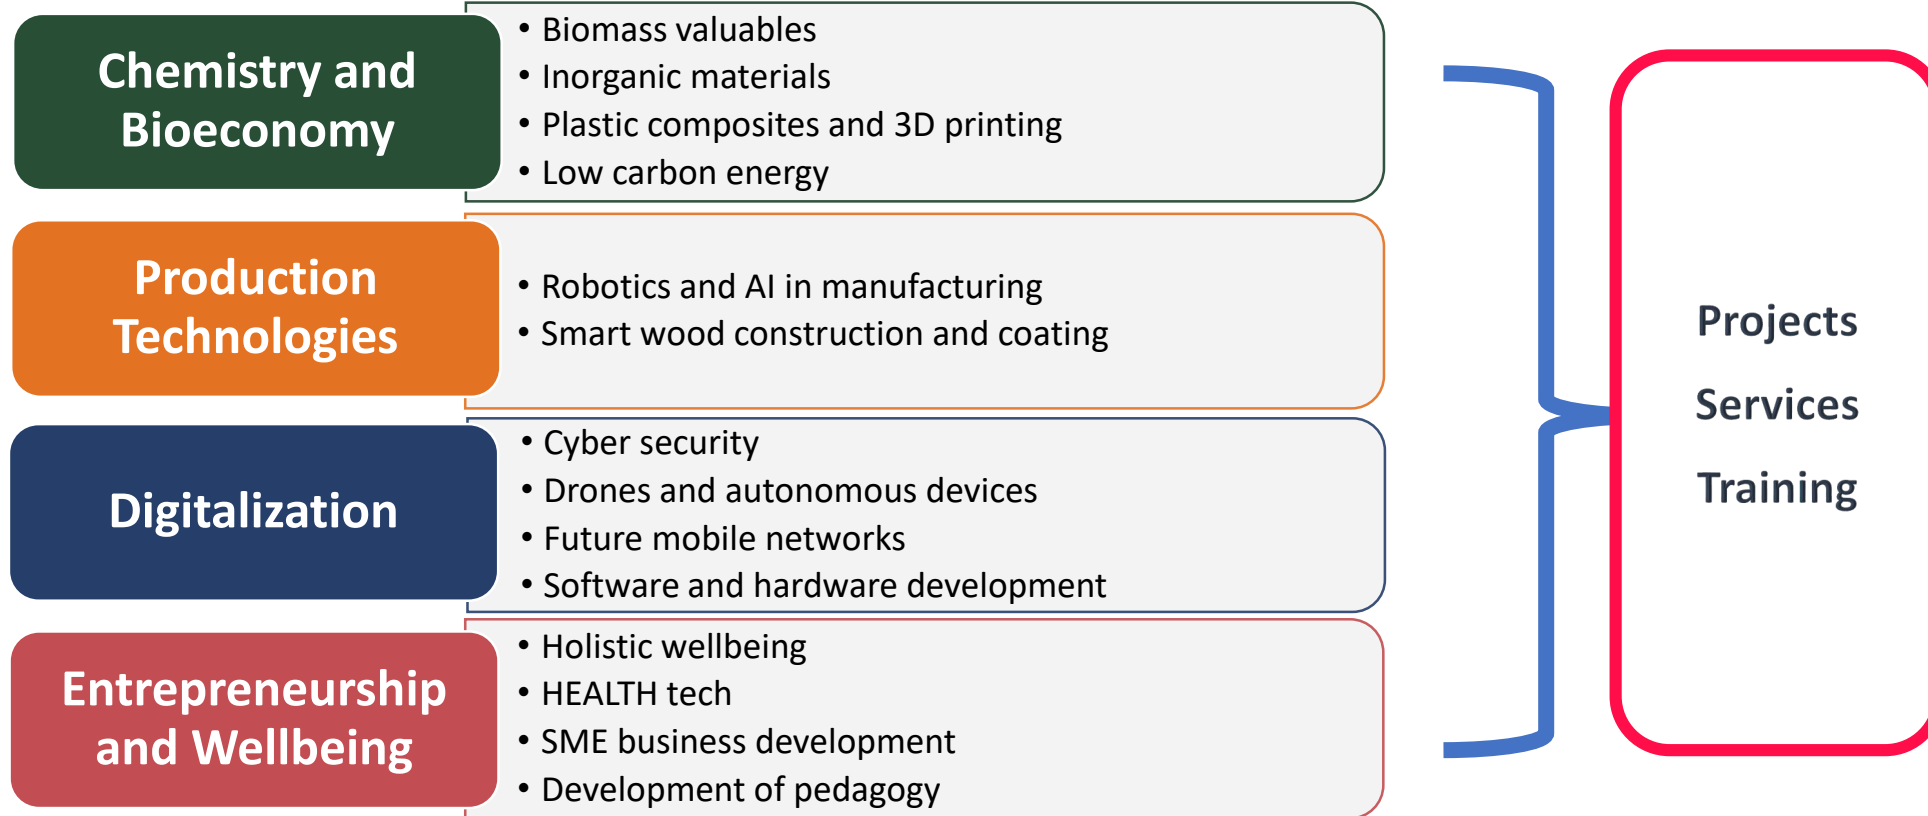 Chemistry and
Bioeconomy
• Biomass valuables
• Inorganic materials
• Plastic composites and 3D printing
• Low carbon energy
Production
Technologies
• Robotics and AI in manufacturing
• Smart wood construction and coating
Digitalization
• Cyber security
• Drones and autonomous devices
• Future mobile networks
• Software and hardware development
Entrepreneurship
and Wellbeing
• Holistic wellbeing
• HEALTH tech
• SME business development
• Development of pedagogy
Projects
Services
Training